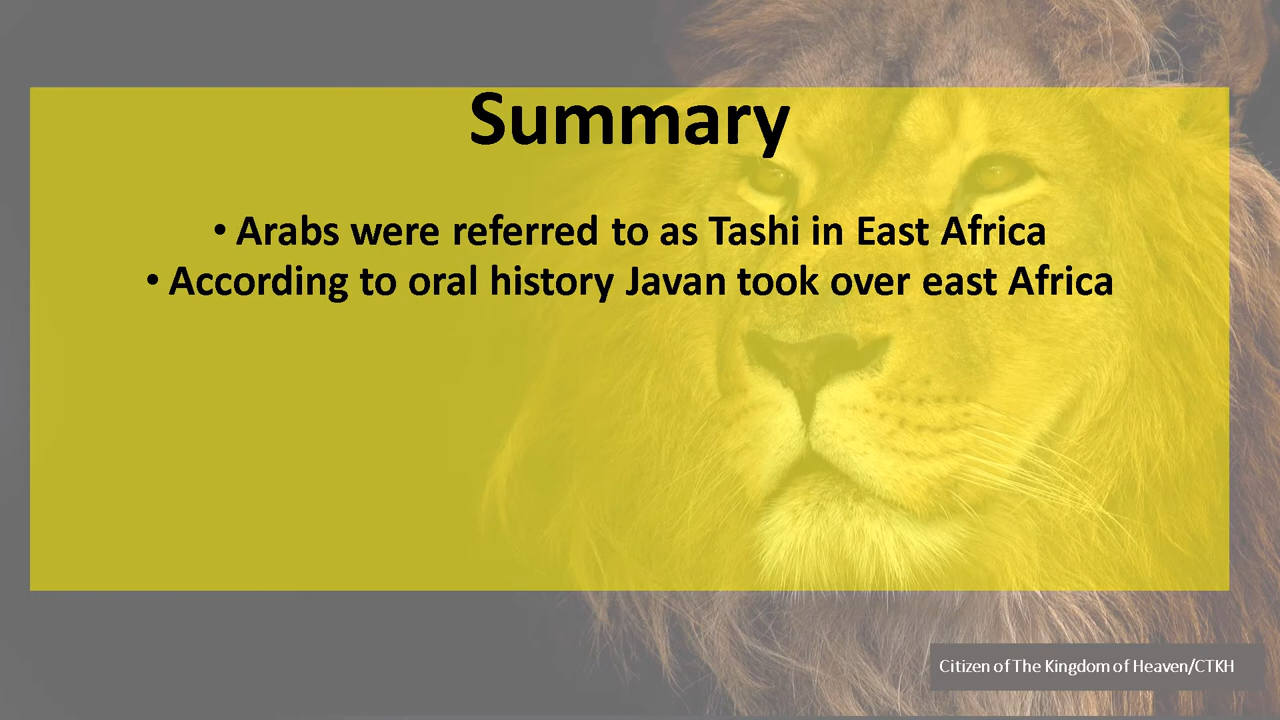 Summary
• Arabs were referred to as Tashi in East Africa
• According to oral history Javan took over east Africa
Citizen of The Kingdom of Heaven/CTKH